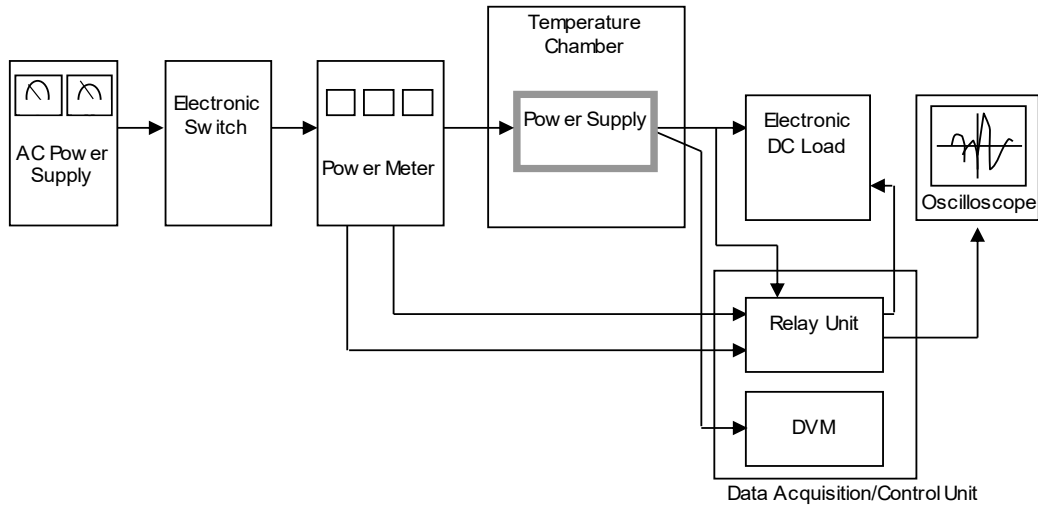 Temperature
Chamber
AC Power
Supply
Electronic
Switch
Power Meter
Power Supply
Electronic
DC Load
Oscilloscope
Relay Unit
DVM
Data Acquisition/Control Unit